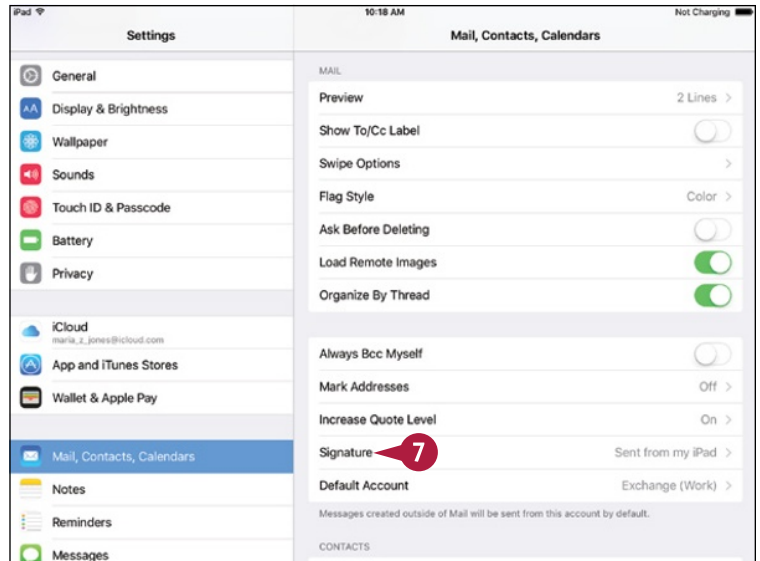 iPad 10:18 AM Not Charging
Settings
Mail, Contacts, Calendars
General
Display & Brightness
Wallpaper
Sounds
Touch ID & Passcode
Battery
Privacy
iCloud
maria_z_jones@icloud.com
App and iTunes Stores
Wallet & Apple Pay
Mail, Contacts, Calendars
Notes
Reminders
Messages
MAIL
Preview 2 Lines >
Show To/Cc Label
Swipe Options >
Flag Style Color >
Ask Before Deleting
Load Remote Images
Organize By Thread
Always Bcc Myself
Mark Addresses Off >
Increase Quote Level On >
Signature 7 Sent from my iPad >
Default Account Exchange (Work) >
Messages created outside of Mail will be sent from this account by default.
CONTACTS